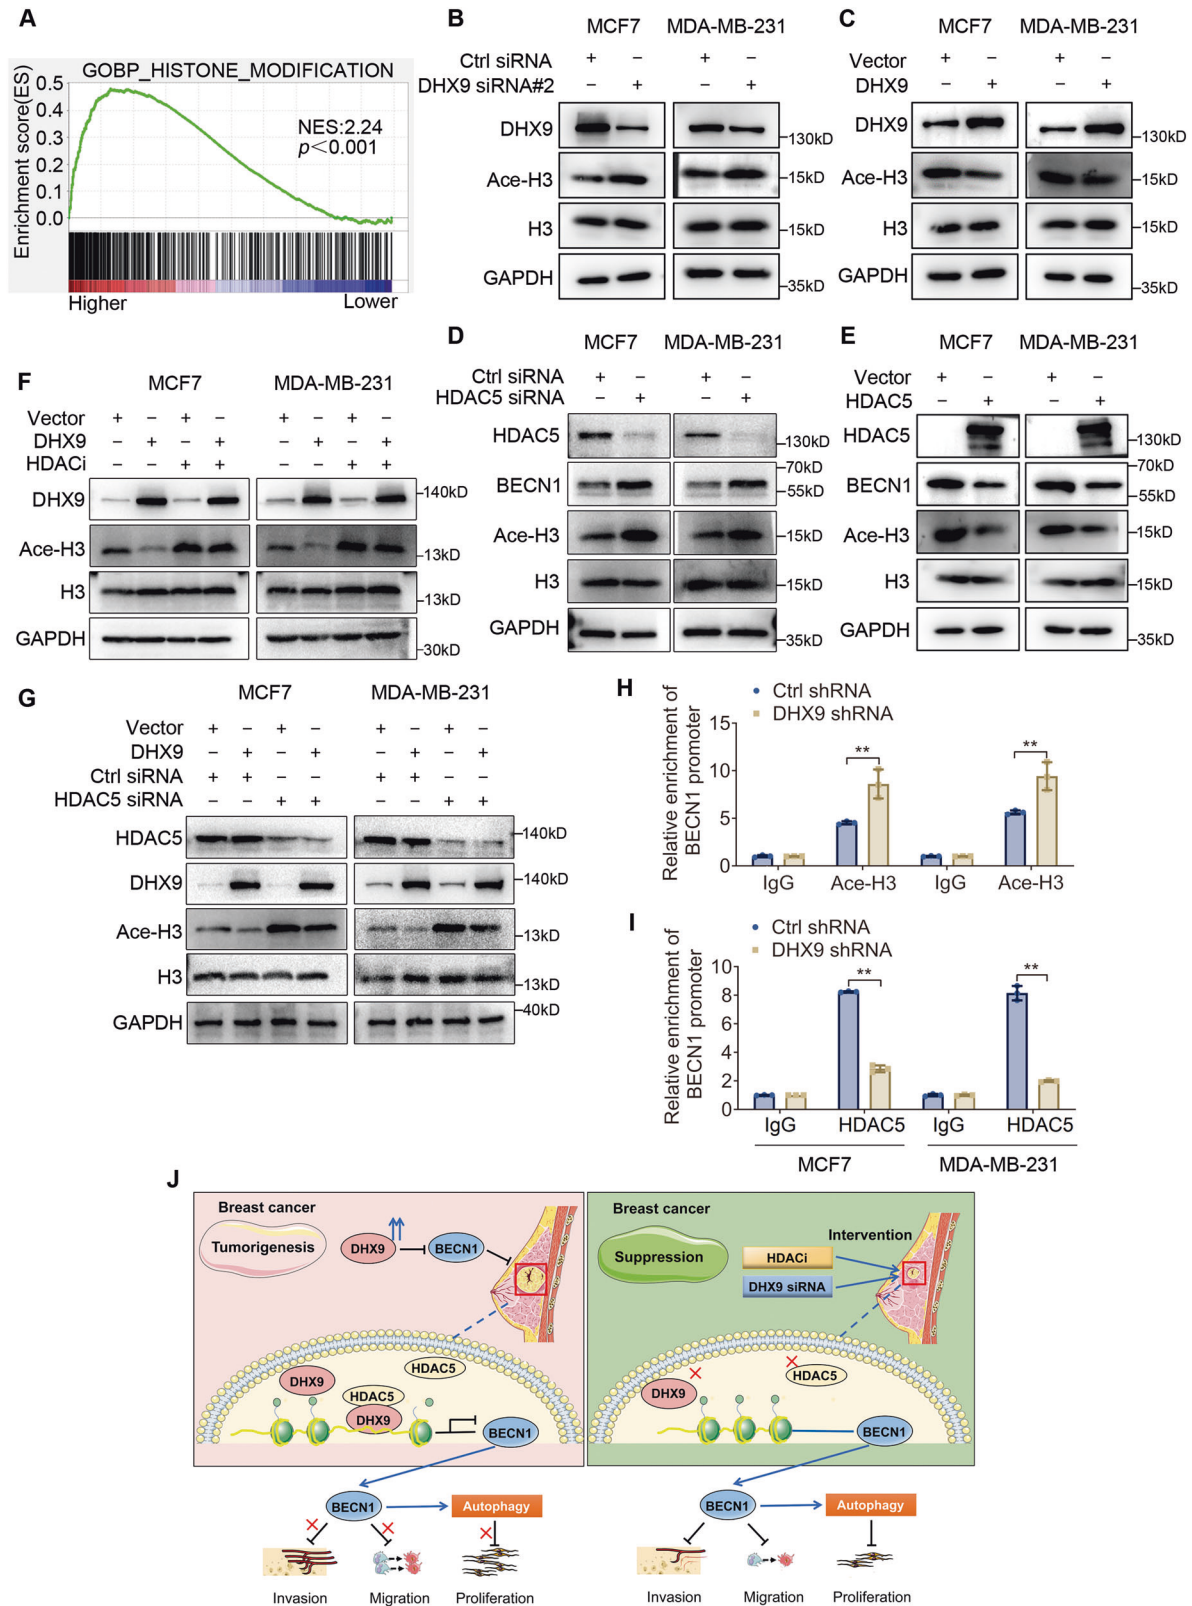 A
GOBP_HISTONE_MODIFICATION
Enrichment score(ES)
0.5
0.4
0.3
0.2
0.1
0.0
NES:2.24
p<0.001
Higher Lower
B
MCF7 MDA-MB-231
Ctrl siRNA + − + −
DHX9 siRNA#2 − + − +
DHX9 130kD
Ace-H3 15kD
H3 15kD
GAPDH 35kD
C
MCF7 MDA-MB-231
Vector + − + −
DHX9 − + − +
DHX9 130kD
Ace-H3 15kD
H3 15kD
GAPDH 35kD
D
MCF7 MDA-MB-231
Ctrl siRNA + − + −
HDAC5 siRNA − + − +
HDAC5 130kD
BECN1 70kD
55kD
Ace-H3 15kD
H3 15kD
GAPDH 35kD
E
MCF7 MDA-MB-231
Vector + − + −
HDAC5 − + − +
HDAC5 130kD
BECN1 70kD
55kD
Ace-H3 15kD
H3 15kD
GAPDH 35kD
F
MCF7 MDA-MB-231
Vector + − + − + − + −
DHX9 − + − + − + − +
HDACi − − + + − − + +
DHX9 140kD
Ace-H3 13kD
H3 13kD
GAPDH 30kD
G
MCF7 MDA-MB-231
Vector + − + − + − + −
DHX9 − + − + − + − +
Ctrl siRNA + + − − + + − −
HDAC5 siRNA − − + + − − + +
HDAC5 140kD
DHX9 140kD
Ace-H3 13kD
H3 13kD
GAPDH 40kD
H
Ctrl shRNA
DHX9 shRNA
Relative enrichment of
BECN1 promoter
15
10
5
0
** **
IgG Ace-H3 IgG Ace-H3
I
Ctrl shRNA
DHX9 shRNA
Relative enrichment of
BECN1 promoter
10
8
6
4
2
0
** **
IgG HDAC5 IgG HDAC5
MCF7 MDA-MB-231
J
Breast cancer
Tumorigenesis
DHX9 BECN1
HDAC5
DHX9
HDAC5
DHX9
BECN1
BECN1 Autophagy
Invasion Migration Proliferation
Breast cancer
Suppression
Intervention
HDACi
DHX9 siRNA
HDAC5
DHX9
BECN1
BECN1 Autophagy
Invasion Migration Proliferation